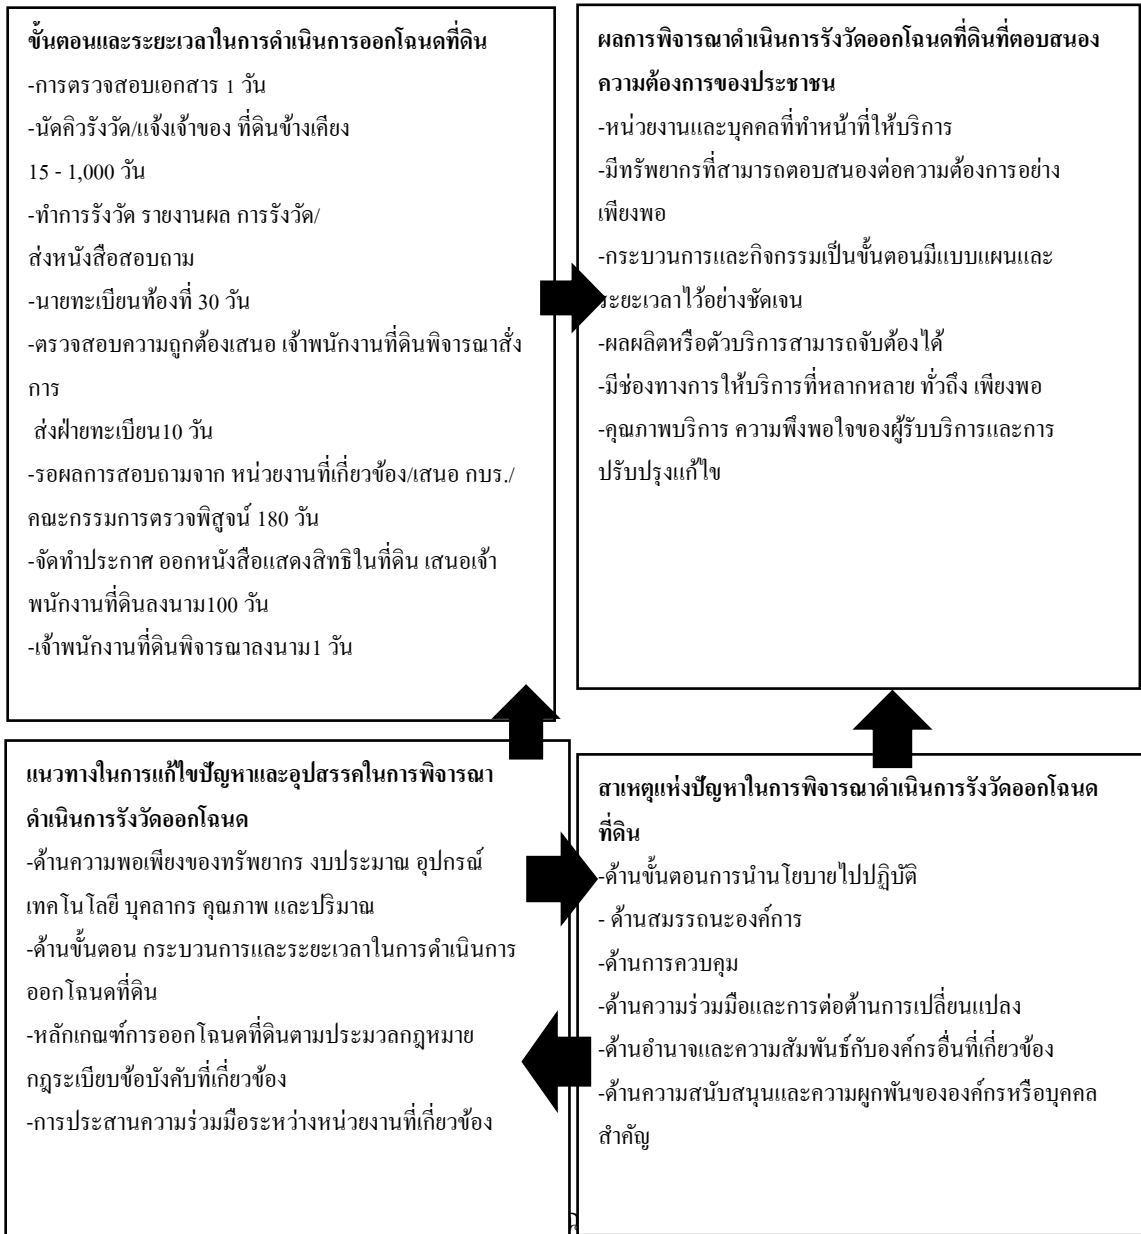 ขั้นตอนและระยะเวลาในการดำเนินการออกโฉนดที่ดิน
-การตรวจสอบเอกสาร 1 วัน
-นัดคิวรังวัด/แจ้งเจ้าของ ที่ดินข้างเคียง
15 - 1,000 วัน
-ทำการรังวัด รายงานผล การรังวัด/
ส่งหนังสือสอบถาม
-นายทะเบียนท้องที่ 30 วัน
-ตรวจสอบความถูกต้องเสนอ เจ้าพนักงานที่ดินพิจารณาสั่ง
การ
ส่งฝ่ายทะเบียน10 วัน
-รอผลการสอบถามจาก หน่วยงานที่เกี่ยวข้อง/เสนอ กบร./
คณะกรรมการตรวจพิสูจน์ 180 วัน
-จัดทำประกาศ ออกหนังสือแสดงสิทธิในที่ดิน เสนอเจ้า
พนักงานที่ดินลงนาม100 วัน
-เจ้าพนักงานที่ดินพิจารณาลงนาม1 วัน
ผลการพิจารณาดำเนินการรังวัดออกโฉนดที่ดินที่ตอบสนอง
ความต้องการของประชาชน
-หน่วยงานและบุคคลที่ทำหน้าที่ให้บริการ
-มีทรัพยากรที่สามารถตอบสนองต่อความต้องการอย่าง
เพียงพอ
-กระบวนการและกิจกรรมเป็นขั้นตอนมีแบบแผนและ
ระยะเวลาไว้อย่างชัดเจน
-ผลผลิตหรือตัวบริการสามารถจับต้องได้
-มีช่องทางการให้บริการที่หลากหลาย ทั่วถึง เพียงพอ
-คุณภาพบริการ ความพึงพอใจของผู้รับบริการและการ
ปรับปรุงแก้ไข
แนวทางในการแก้ไขปัญหาและอุปสรรคในการพิจารณา
ดำเนินการรังวัดออกโฉนด
-ด้านความพอเพียงของทรัพยากร งบประมาณ อุปกรณ์
เทคโนโลยี บุคลากร คุณภาพ และปริมาณ
-ด้านขั้นตอน กระบวนการและระยะเวลาในการดำเนินการ
ออกโฉนดที่ดิน
-หลักเกณฑ์การออกโฉนดที่ดินตามประมวลกฎหมาย
กฎระเบียบข้อบังคับที่เกี่ยวข้อง
-การประสานความร่วมมือระหว่างหน่วยงานที่เกี่ยวข้อง
สาเหตุแห่งปัญหาในการพิจารณาดำเนินการรังวัดออกโฉนด
ที่ดิน
-ด้านขั้นตอนการนำนโยบายไปปฏิบัติ
- ด้านสมรรถนะองค์การ
-ด้านการควบคุม
-ด้านความร่วมมือและการต่อต้านการเปลี่ยนแปลง
-ด้านอำนาจและความสัมพันธ์กับองค์กรอื่นที่เกี่ยวข้อง
-ด้านความสนับสนุนและความผูกพันขององค์กรหรือบุคคล
สำคัญ